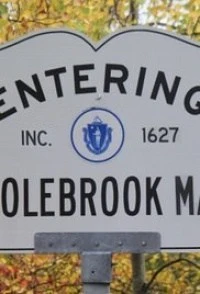 ENTERING
INC. 1627
OLEBROOK MA